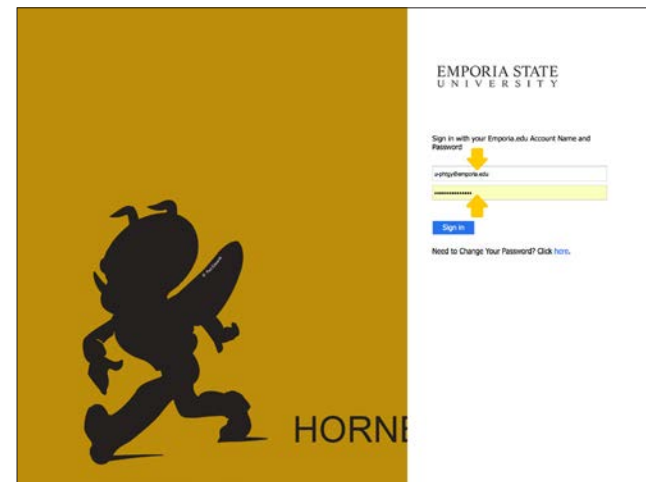 EMPORIA STATE
UNIVERSITY
Sign in with your Emporia.edu Account Name and
Password
Sign in
Need to Change Your Password? Click here.
HORNE